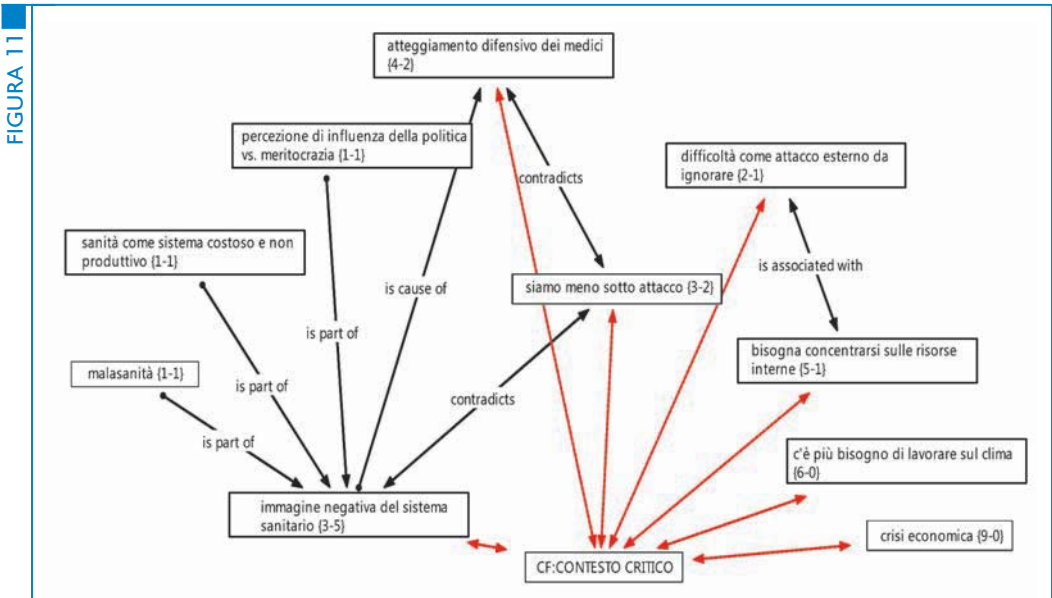 FIGURA 11
atteggiamento difensivo dei medici
{4-2}
percezione di influenza della politica
vs. meritocrazia {1-1}
difficoltà come attacco esterno da
ignorare {2-1}
contradicts
sanità come sistema costoso e non
produttivo {1-1}
is associated with
is cause of
siamo meno sotto attacco {3-2}
is part of
bisogna concentrarsi sulle risorse
interne {5-1}
malasanità {1-1}
is part of
contradicts
is part of
c'è più bisogno di lavorare sul clima
{6-0}
immagine negativa del sistema
sanitario {3-5}
crisi economica {9-0}
CF:CONTESTO CRITICO